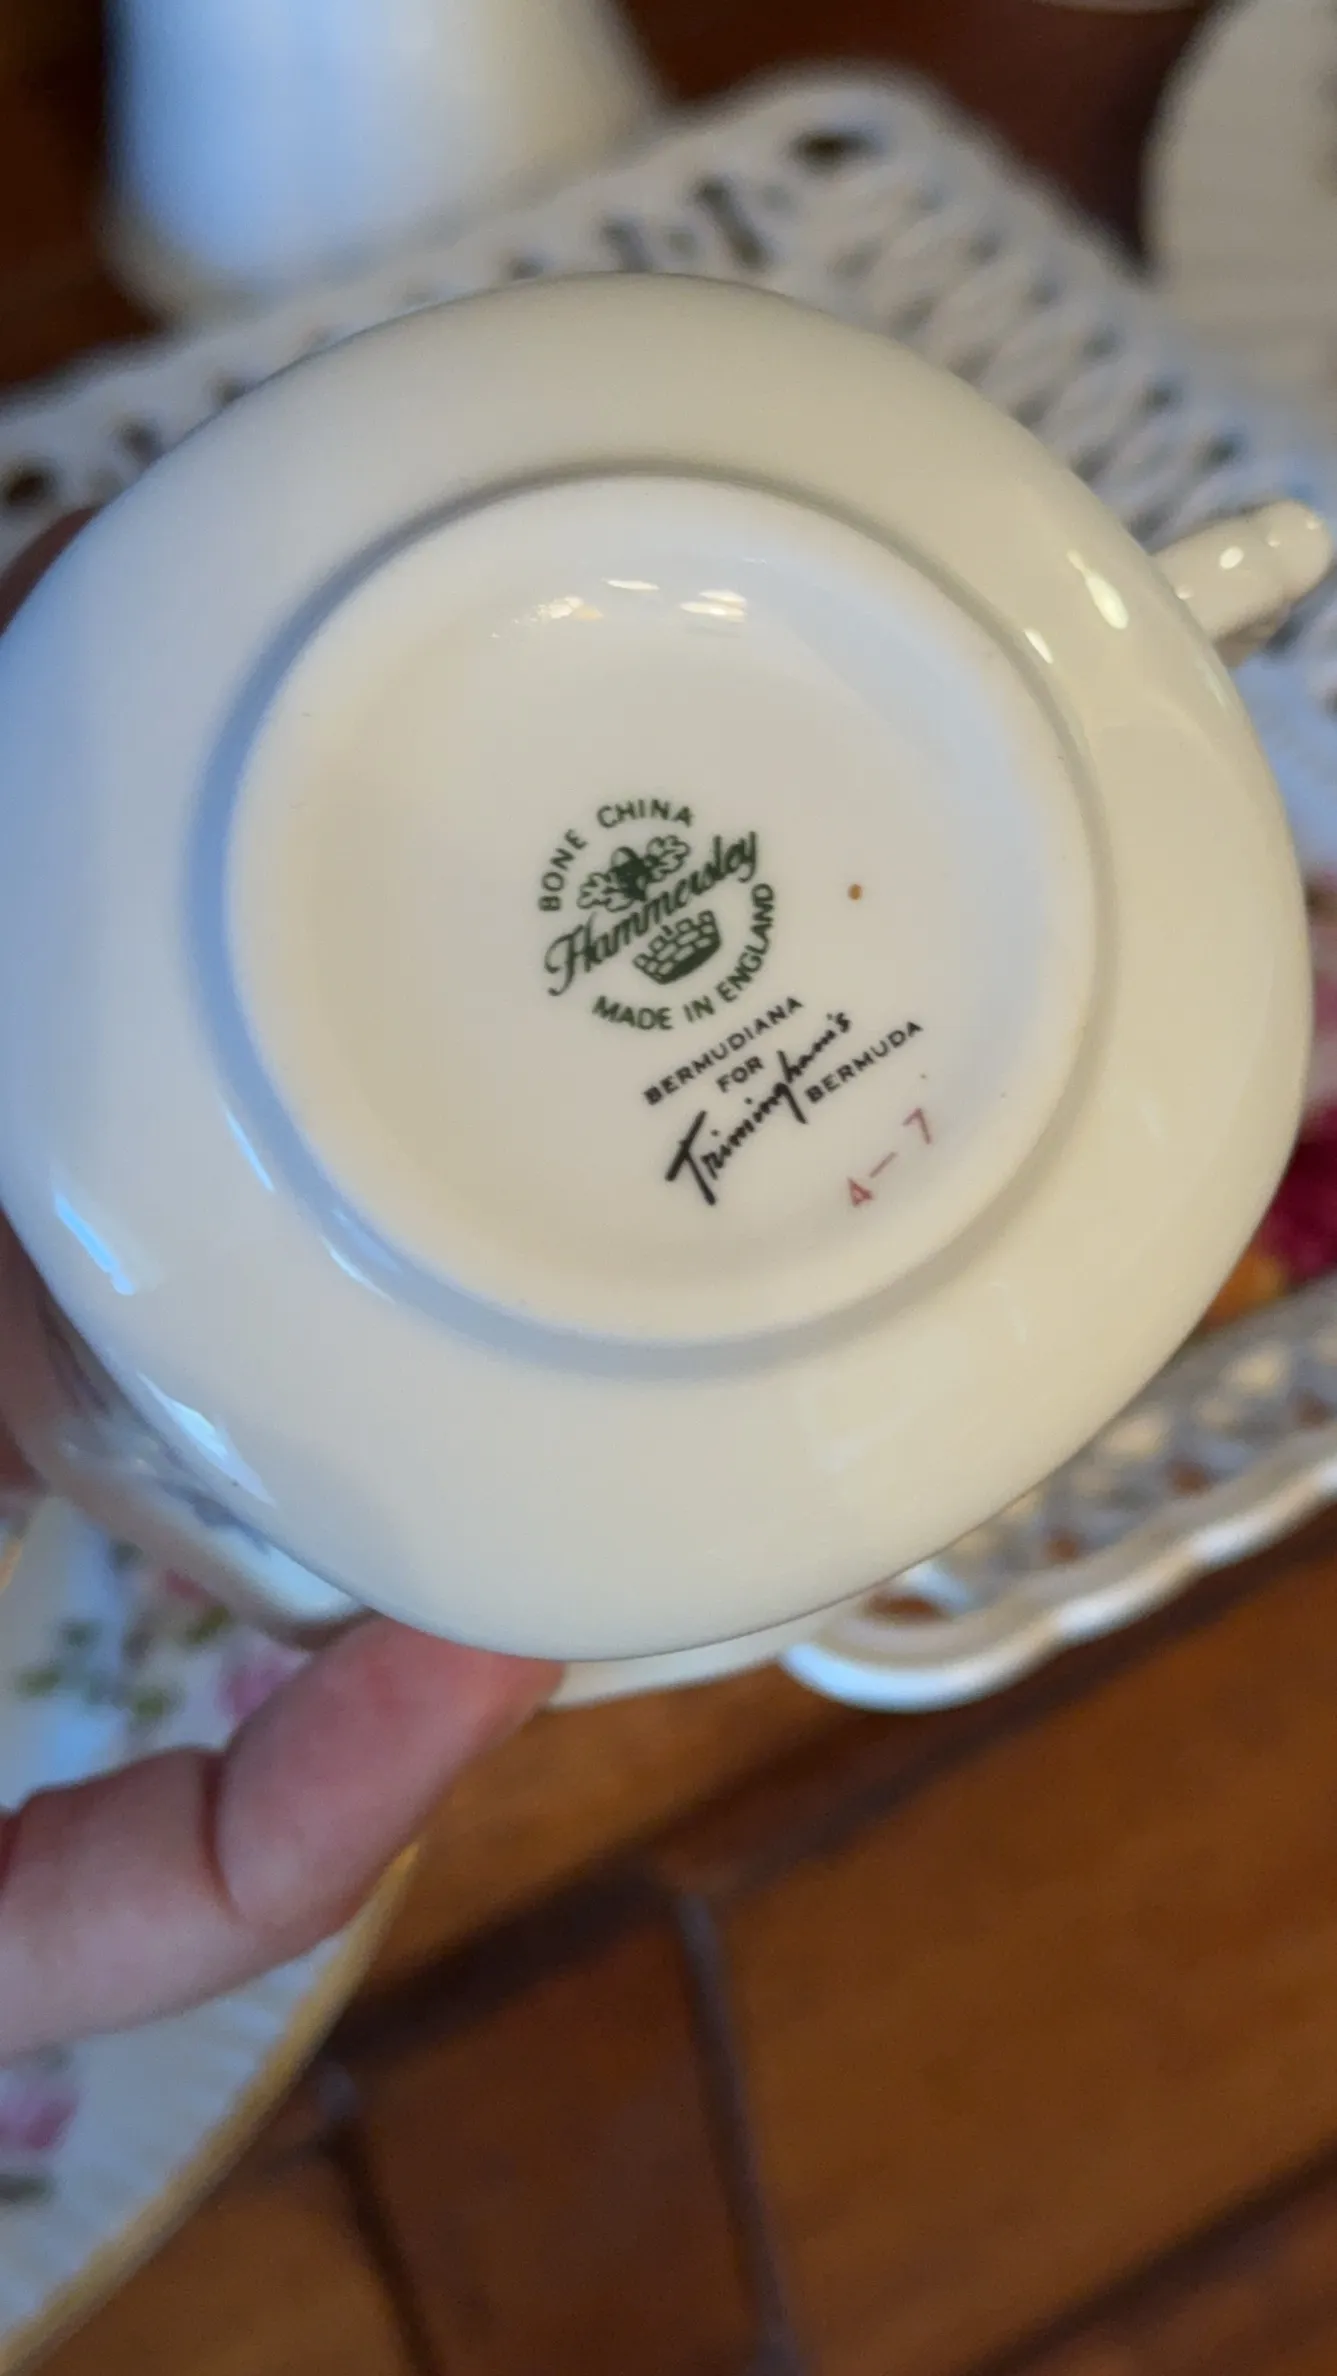 BONE CHINA
Hammersley
MADE IN ENGLAND
BERMUDIANA
FOR
Trimingham's
BERMUDA
4-7